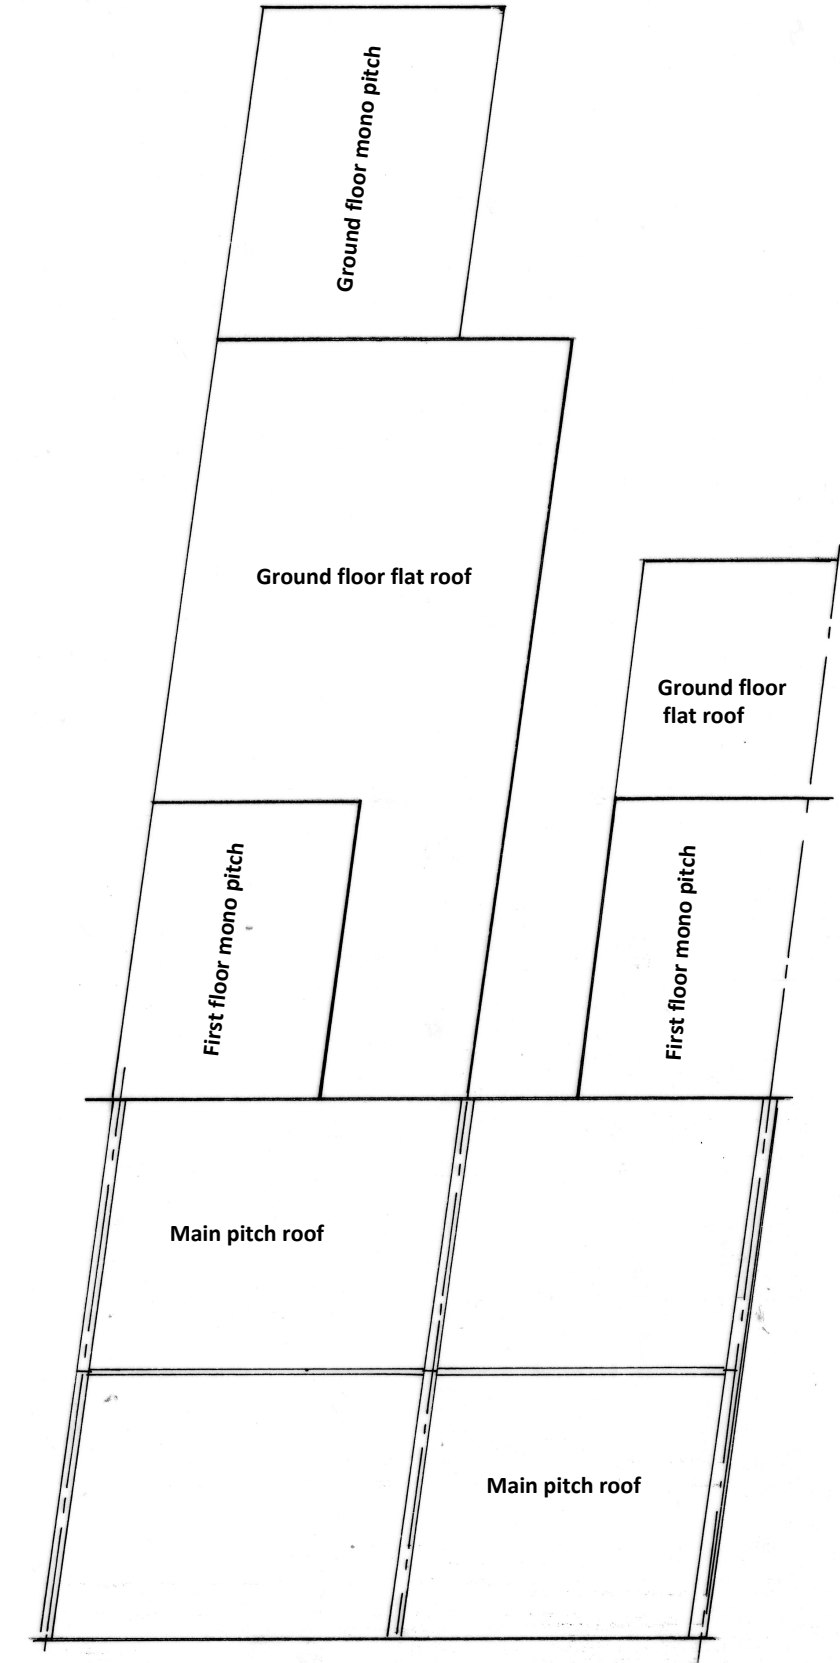 Ground floor mono pitch
Ground floor flat roof
Ground floor
flat roof
First floor mono pitch
First floor mono pitch
Main pitch roof
Main pitch roof